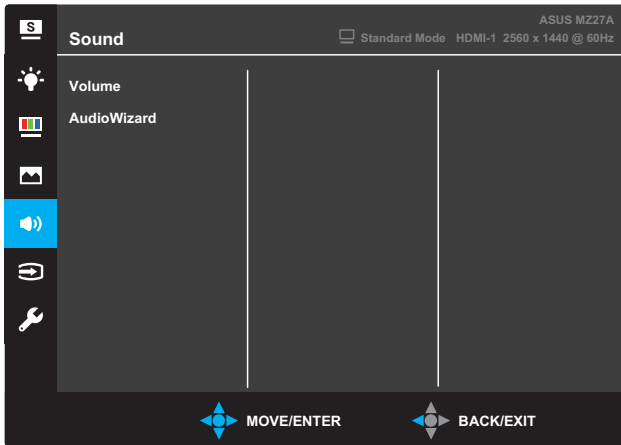 S
ASUS MZ27A
Sound
Standard Mode HDMI-1 2560 x 1440 @ 60Hz
Volume
AudioWizard
MOVE/ENTER
BACK/EXIT